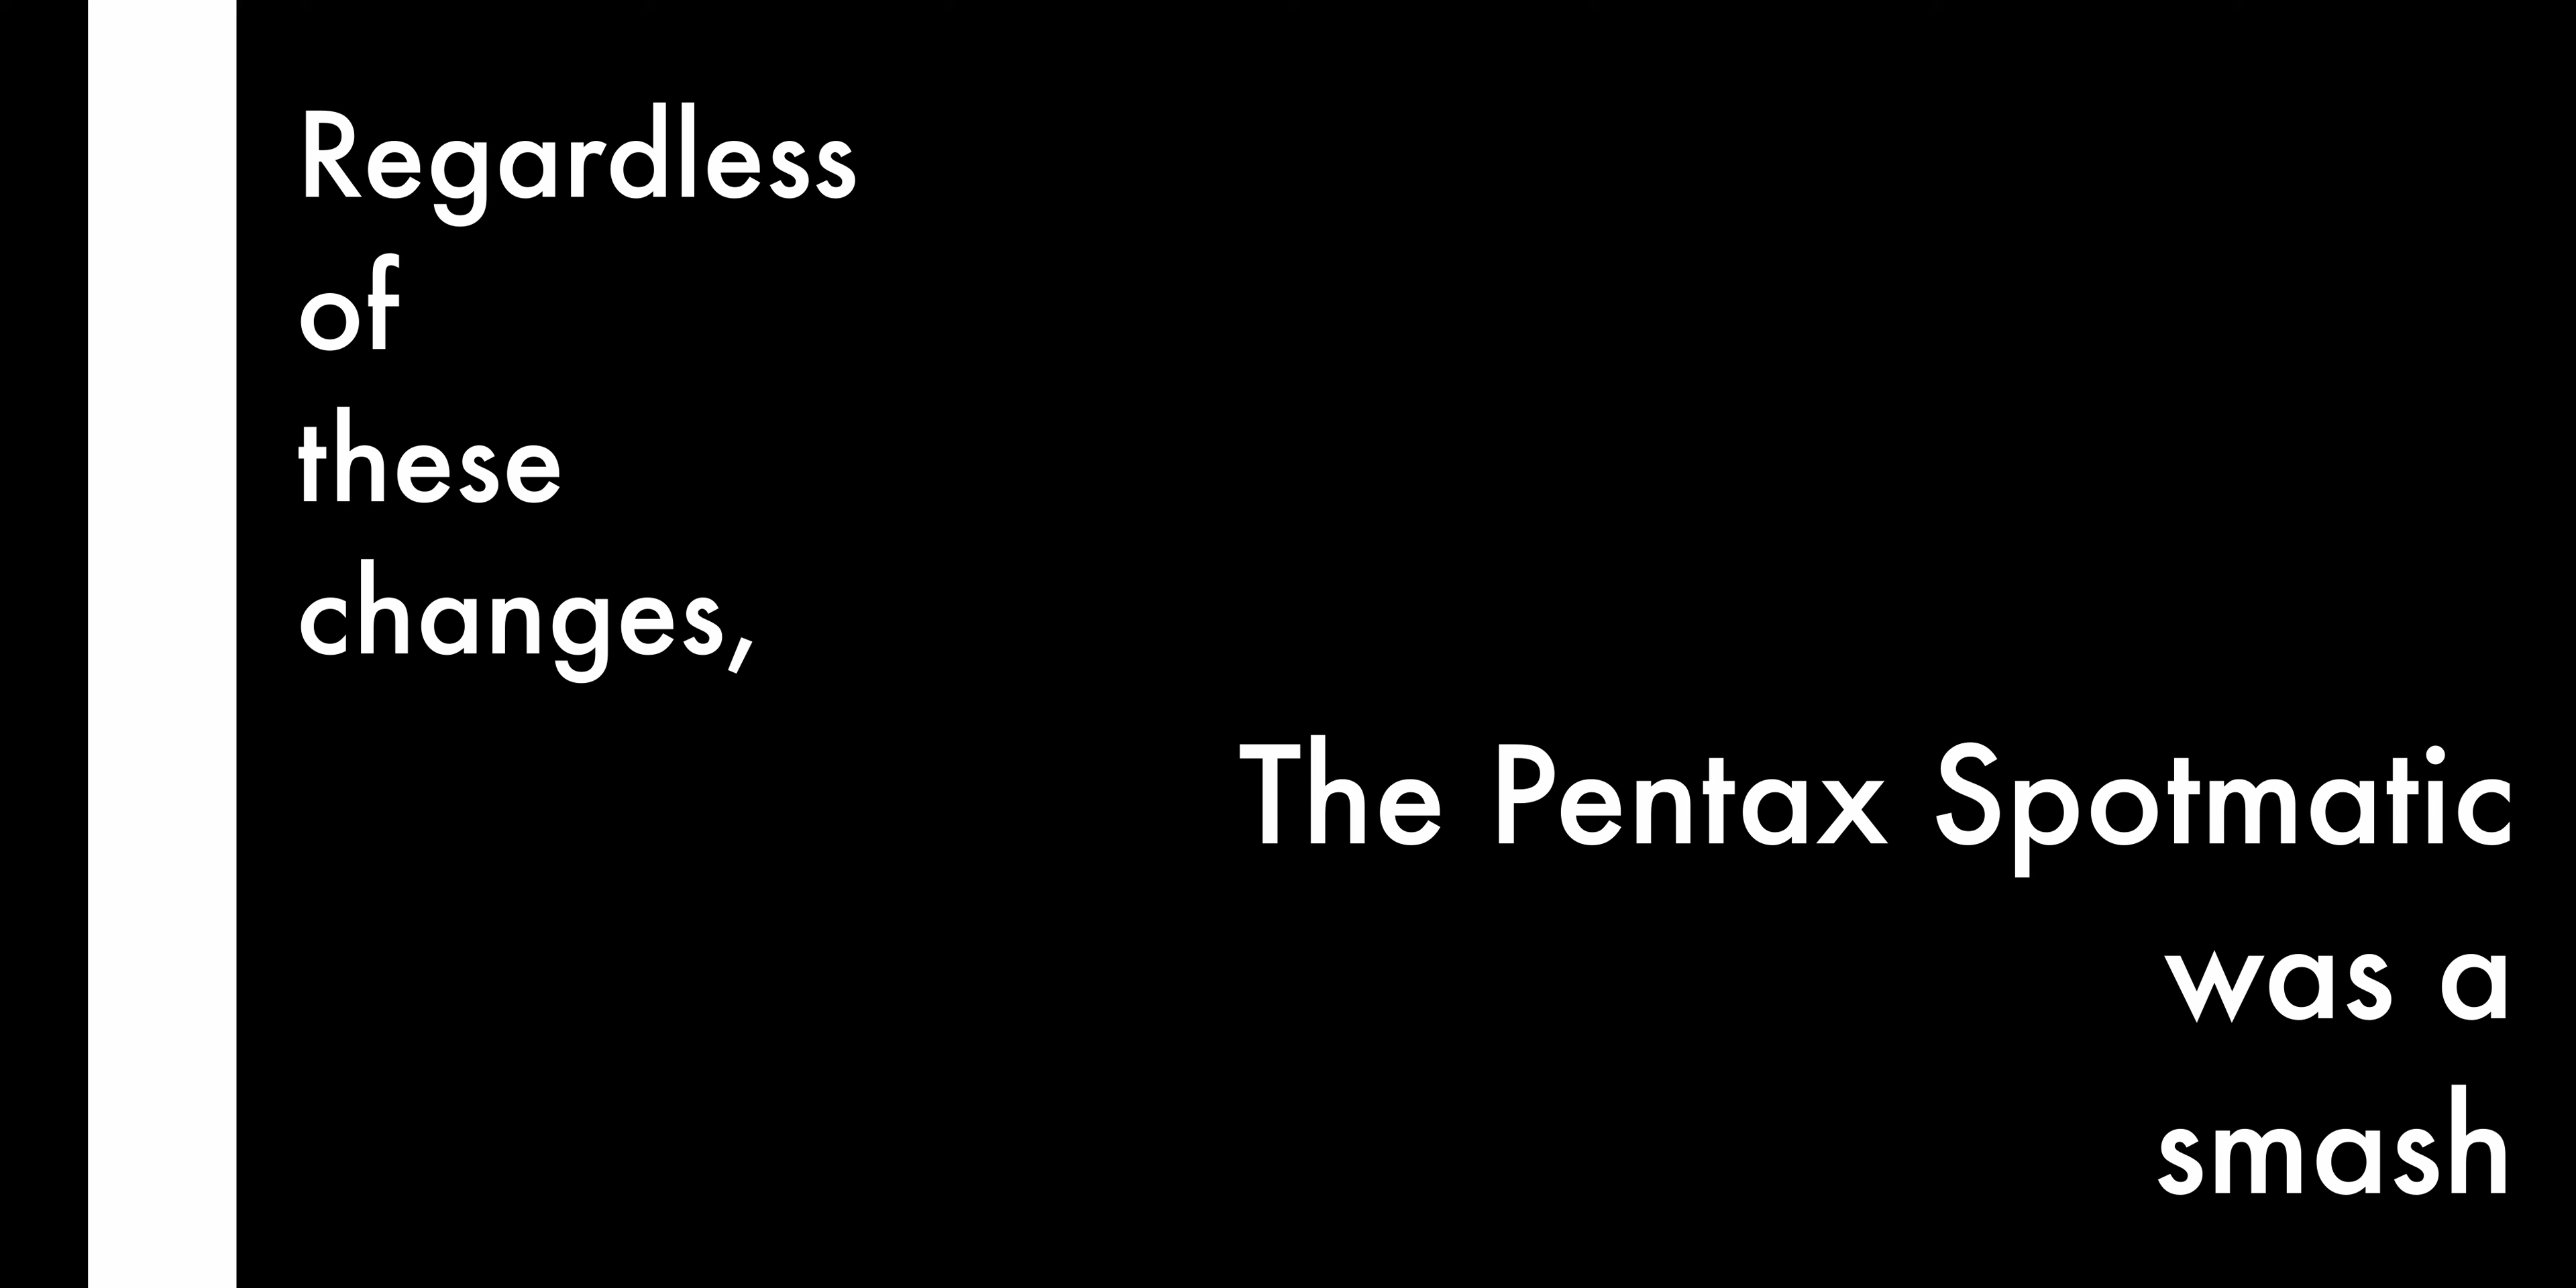 Regardless
of
these
changes,
The Pentax Spotmatic
was a
smash